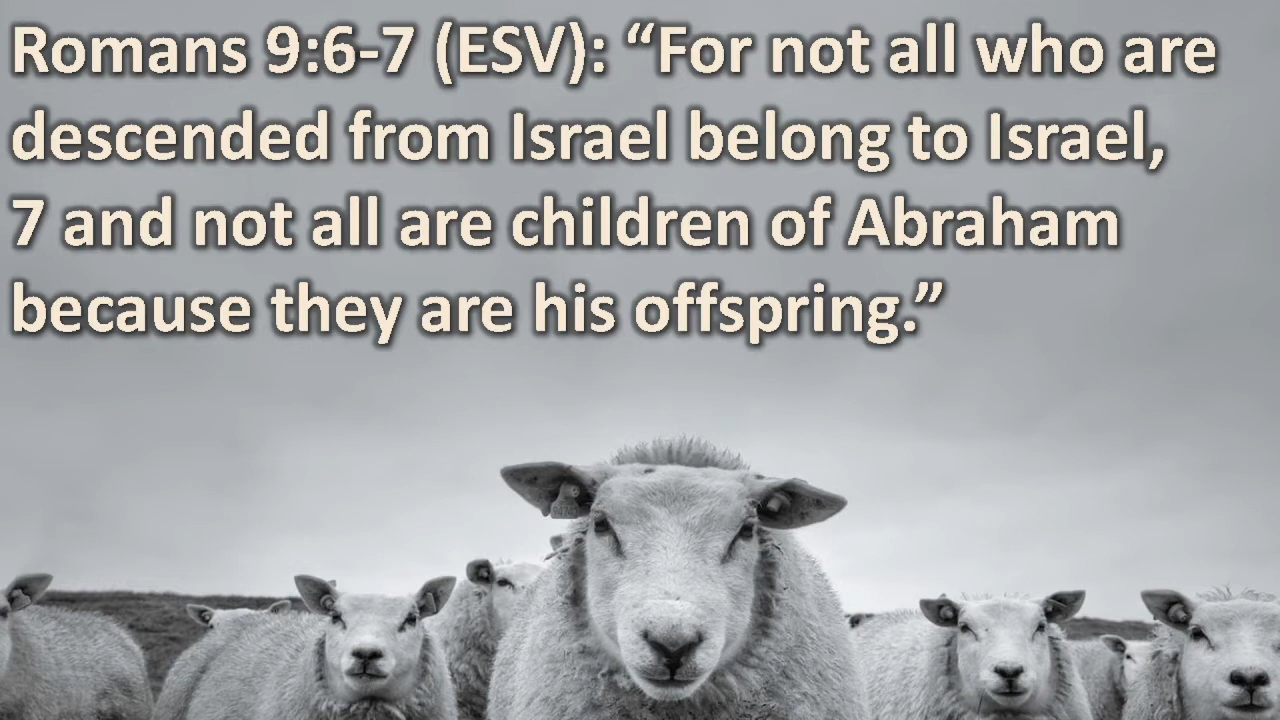 Romans 9:6-7 (ESV): “For not all who are
descended from Israel belong to Israel,
7 and not all are children of Abraham
because they are his offspring.”